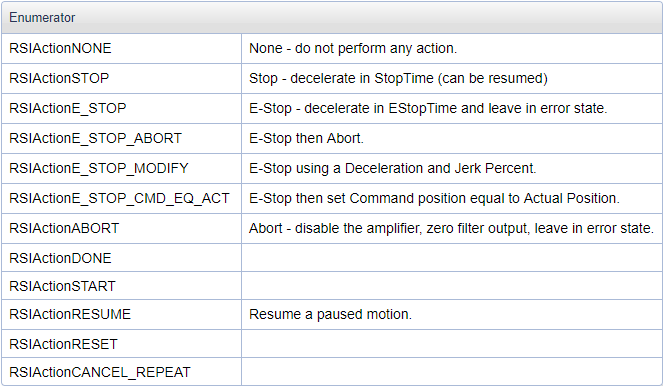 Enumerator
RSIActionNONE None - do not perform any action.
RSIActionSTOP Stop - decelerate in StopTime (can be resumed)
RSIActionE_STOP E-Stop - decelerate in EStopTime and leave in error state.
RSIActionE_STOP_ABORT E-Stop then Abort.
RSIActionE_STOP_MODIFY E-Stop using a Deceleration and Jerk Percent.
RSIActionE_STOP_CMD_EQ_ACT E-Stop then set Command position equal to Actual Position.
RSIActionABORT Abort - disable the amplifier, zero filter output, leave in error state.
RSIActionDONE
RSIActionSTART
RSIActionRESUME Resume a paused motion.
RSIActionRESET
RSIActionCANCEL_REPEAT